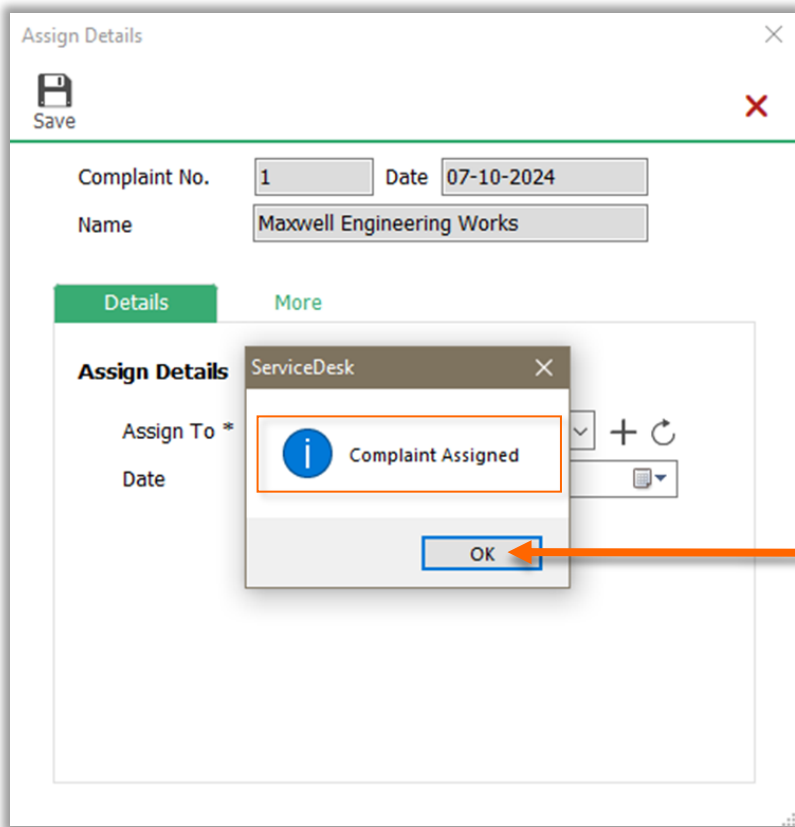 Assign Details
Save
Complaint No. 1 Date 07-10-2024
Name Maxwell Engineering Works
Details More
Assign Details
ServiceDesk
Assign To *
Complaint Assigned
Date
OK